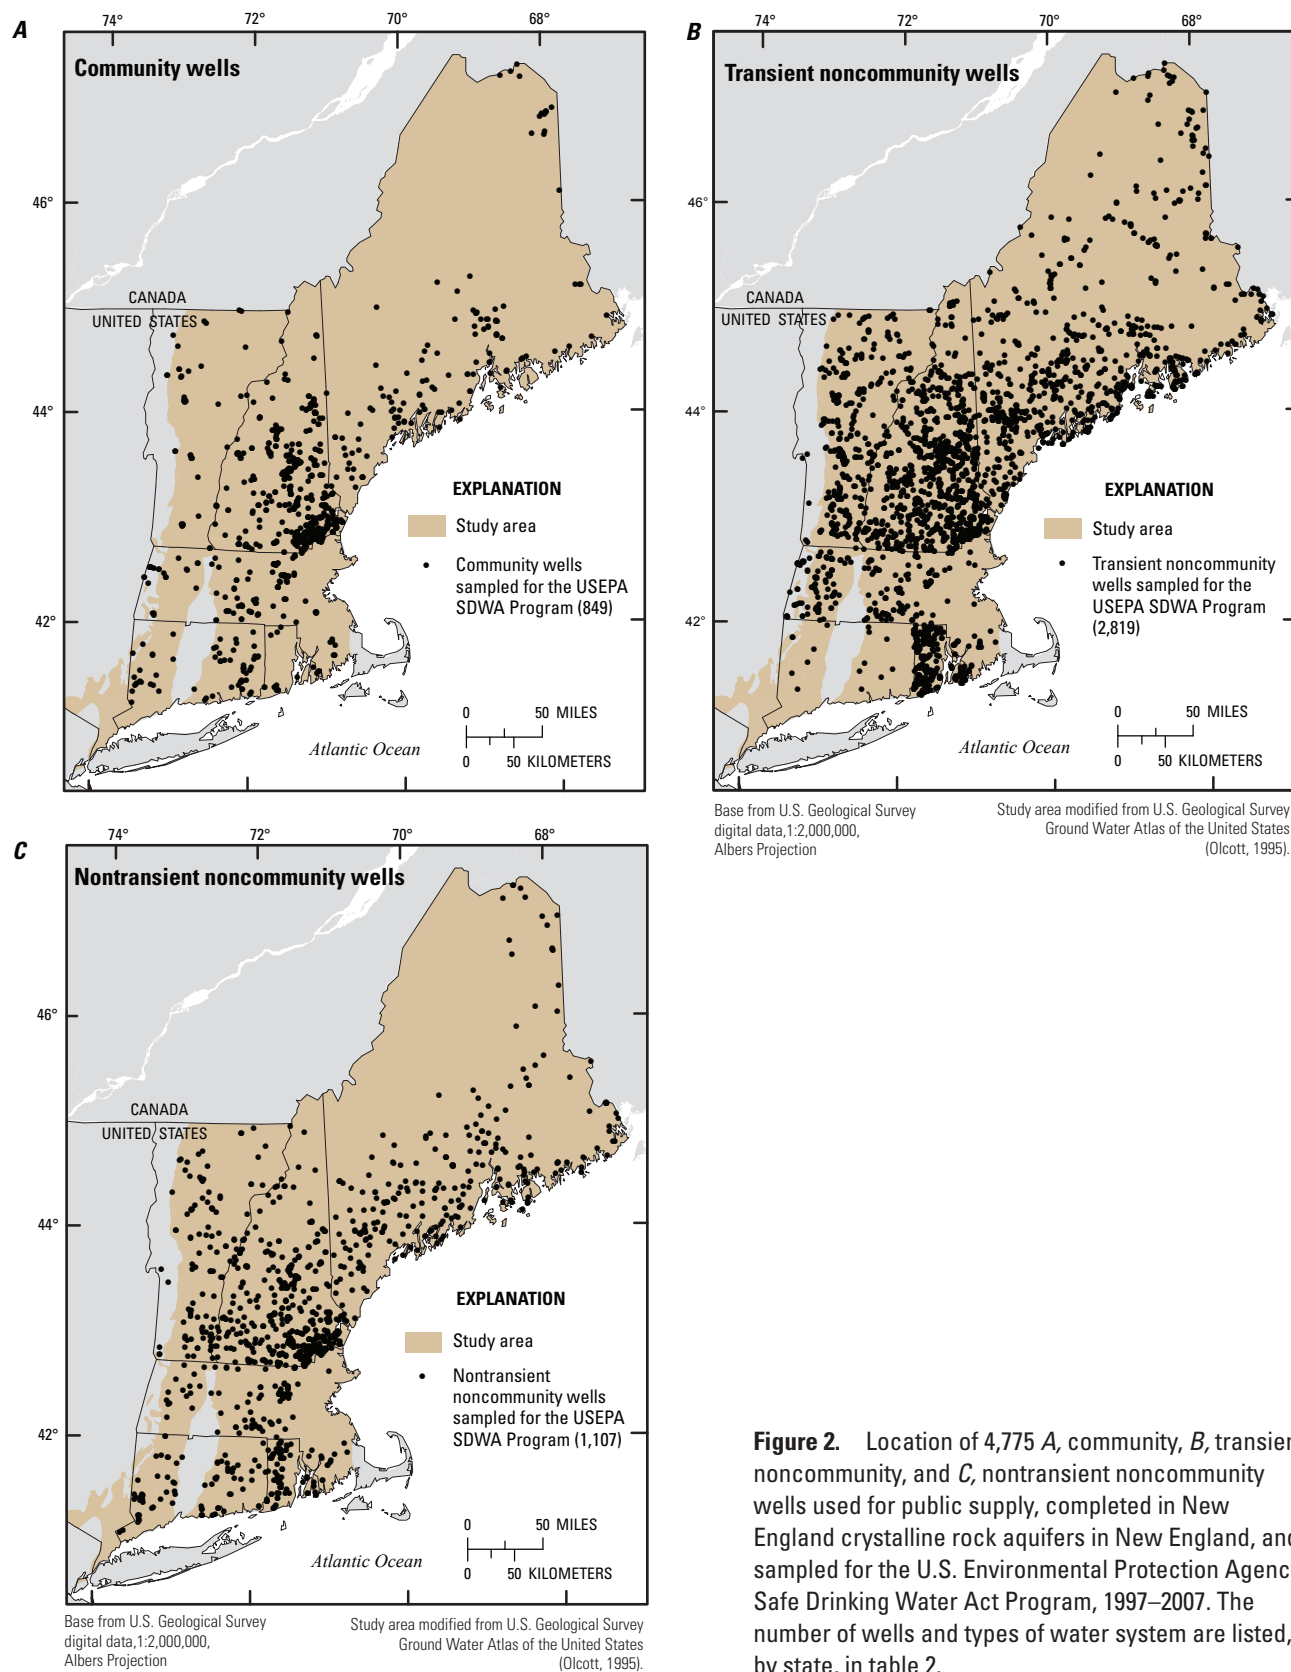 A
74°
72°
70°
68°
Community wells
46°
CANADA
UNITED STATES
44°
EXPLANATION
Study area
Community wells
sampled for the USEPA
SDWA Program (849)
42°
0 50 MILES
0 50 KILOMETERS
Atlantic Ocean
B
74°
72°
70°
68°
Transient noncommunity wells
46°
CANADA
UNITED STATES
44°
EXPLANATION
Study area
Transient noncommunity
wells sampled for the
USEPA SDWA Program
(2,819)
42°
0 50 MILES
0 50 KILOMETERS
Atlantic Ocean
Base from U.S. Geological Survey
digital data,1:2,000,000,
Albers Projection
Study area modified from U.S. Geological Survey
Ground Water Atlas of the United States
(Olcott, 1995).
C
74°
72°
70°
68°
Nontransient noncommunity wells
46°
CANADA
UNITED STATES
44°
EXPLANATION
Study area
Nontransient
noncommunity wells
sampled for the USEPA
SDWA Program (1,107)
42°
0 50 MILES
0 50 KILOMETERS
Atlantic Ocean
Base from U.S. Geological Survey
digital data,1:2,000,000,
Albers Projection
Study area modified from U.S. Geological Survey
Ground Water Atlas of the United States
(Olcott, 1995).
Figure 2. Location of 4,775 A, community, B, transien
noncommunity, and C, nontransient noncommunity
wells used for public supply, completed in New
England crystalline rock aquifers in New England, and
sampled for the U.S. Environmental Protection Agenc
Safe Drinking Water Act Program, 1997–2007. The
number of wells and types of water system are listed,
by state, in table 2.